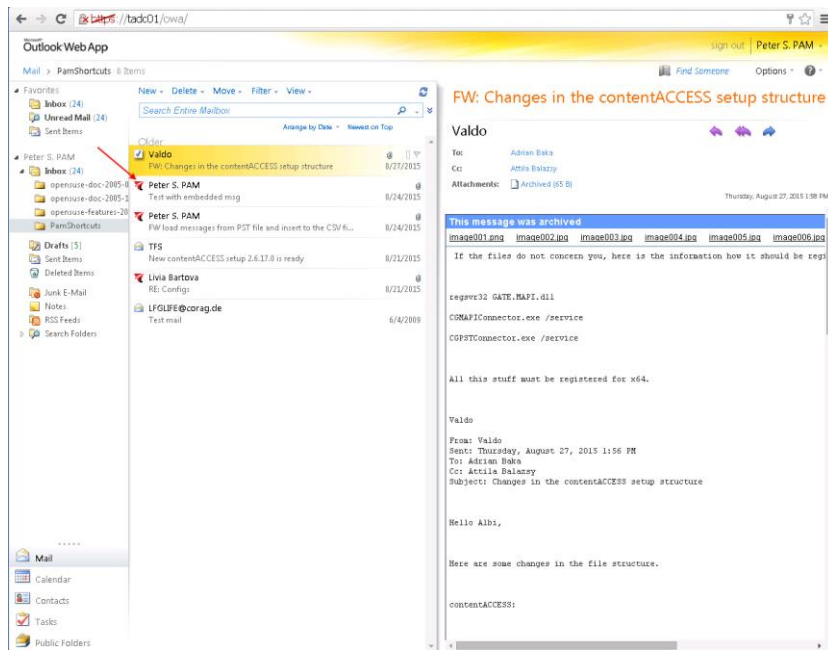 https://tadc01/owa/
Microsoft
Outlook Web App
sign out Peter S. PAM
Mail > PamShortcuts 6 Items
Find Someone Options
Favorites
Inbox (24)
Unread Mail (24)
Sent Items
Peter S. PAM
Inbox (24)
opensuse-doc-2005-0
opensuse-doc-2005-1
opensuse-features-20
PamShortcuts
Drafts [5]
Sent Items
Deleted Items
Junk E-Mail
Notes
RSS Feeds
Search Folders
Mail
Calendar
Contacts
Tasks
Public Folders
New Delete Move Filter View
Search Entire Mailbox
Arrange by Date Newest on Top
Older
Valdo
FW: Changes in the contentACCESS setup structure 8/27/2015
Peter S. PAM
Test with embedded msg 8/24/2015
Peter S. PAM
FW load messages from PST file and insert to the CSV fi... 8/24/2015
TFS
New contentACCESS setup 2.6.17.0 is ready 8/21/2015
Livia Bartova
RE: Configs 8/21/2015
LFGLIFE@corag.de
Test mail 6/4/2009
FW: Changes in the contentACCESS setup structure
Valdo
To: Adrian Baka
Cc: Attila Balazsy
Attachments: Archived (65 B)
Thursday, August 27, 2015 1:58 PM
This message was archived
image001.png image002.jpg image003.jpg image004.jpg image005.jpg image006.jpg
If the files do not concern you, here is the information how it should be regi
regsvr32 GATE.MAPI.dll
CGMAPIConnector.exe /service
CGPSTConnector.exe /service
All this stuff must be registered for x64.
Valdo
From: Valdo
Sent: Thursday, August 27, 2015 1:56 PM
To: Adrian Baka
Cc: Attila Balazsy
Subject: Changes in the contentACCESS setup structure
Hello Albi,
Here are some changes in the file structure.
contentACCESS: